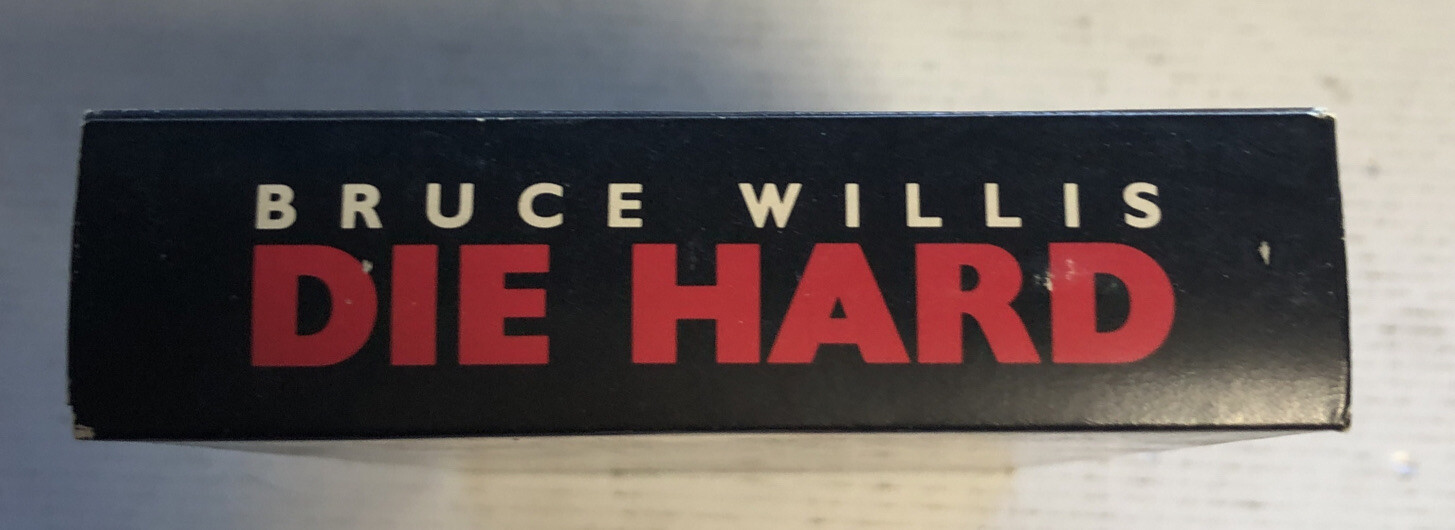 BRUCE WILLIS
DIE HARD